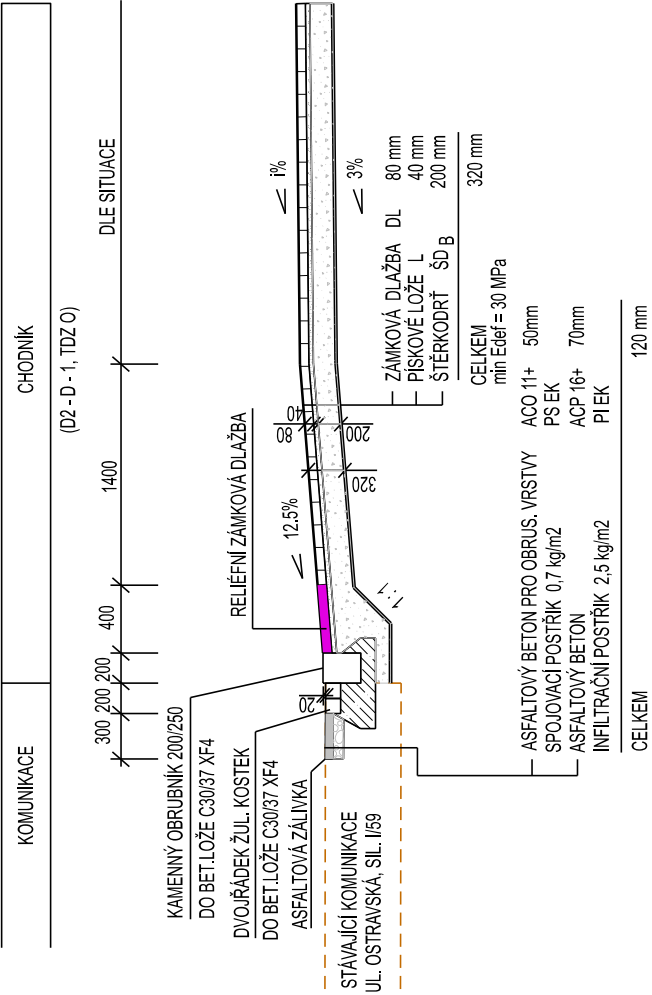 KOMUNIKACE
CHODNÍK
(D2 - D - 1, TDZ O)
300
200
200
400
1400
DLE SITUACE
KAMENNÝ OBRUBNÍK 200/250
DO BET.LOŽE C30/37 XF4
DVOJŘÁDEK ŽUL. KOSTEK
DO BET.LOŽE C30/37 XF4
ASFALTOVÁ ZÁLIVKA
RELIÉFNÍ ZÁMKOVÁ DLAŽBA
12.5%
i%
3%
20
80
40
200
320
1:1
STÁVAJÍCÍ KOMUNIKACE
UL. OSTRAVSKÁ, SIL. I/59
ZÁMKOVÁ DLAŽBA DL 80 mm
PÍSKOVÉ LOŽE L 40 mm
ŠTĚRKODRŤ ŠD B 200 mm
CELKEM 320 mm
min Edef = 30 MPa
ASFALTOVÝ BETON PRO OBRUS. VRSTVY ACO 11+ 50mm
SPOJOVACÍ POSTŘIK 0,7 kg/m2 PS EK
ASFALTOVÝ BETON ACP 16+ 70mm
INFILTRAČNÍ POSTŘIK 2,5 kg/m2 PI EK
CELKEM 120 mm